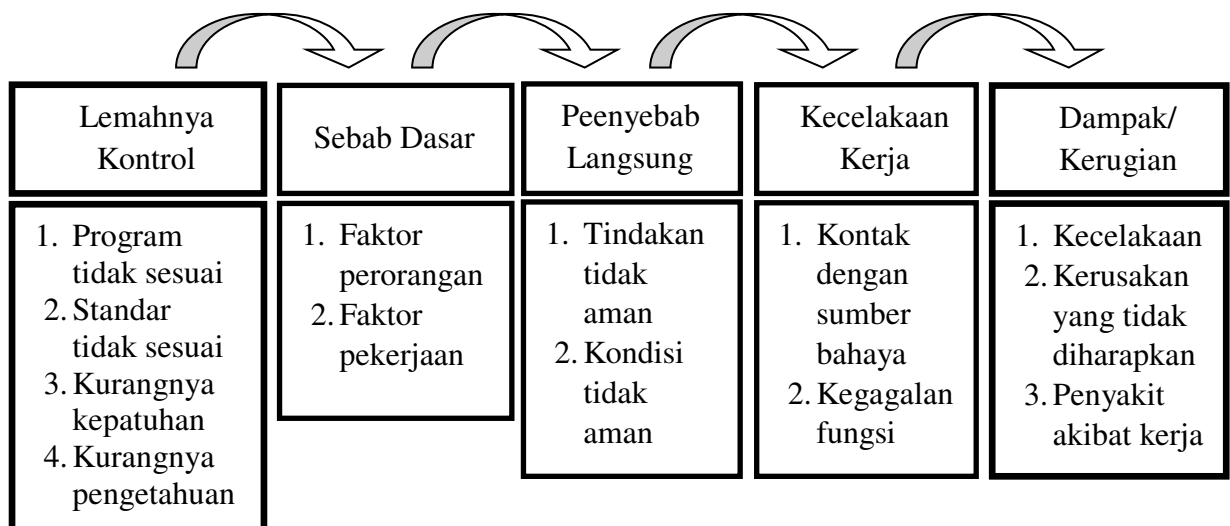 Lemahnya
Kontrol
Sebab Dasar
Peenyebab
Langsung
Kecelakaan
Kerja
Dampak/
Kerugian
1. Program
tidak sesuai
2. Standar
tidak sesuai
3. Kurangnya
kepatuhan
4. Kurangnya
pengetahuan
1. Faktor
perorangan
2. Faktor
pekerjaan
1. Tindakan
tidak
aman
2. Kondisi
tidak
aman
1. Kontak
dengan
sumber
bahaya
2. Kegagalan
fungsi
1. Kecelakaan
2. Kerusakan
yang tidak
diharapkan
3. Penyakit
akibat kerja